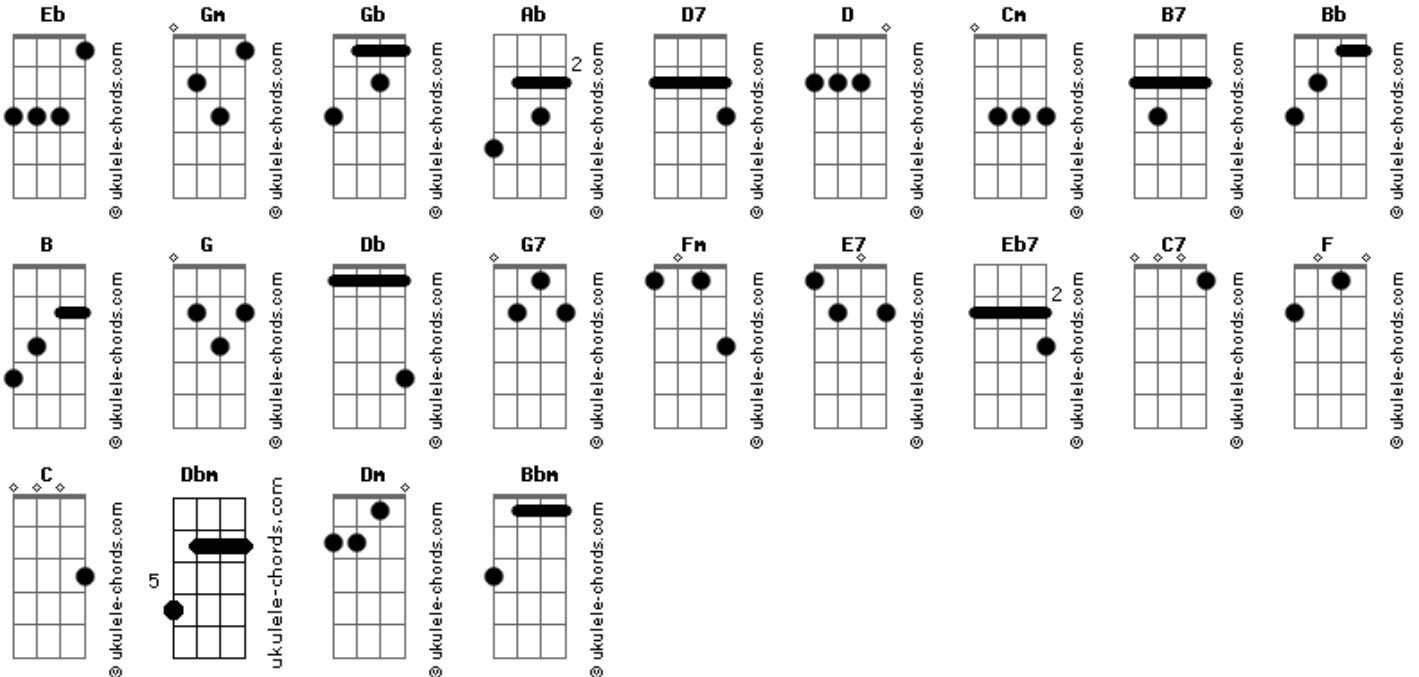 Eb Gm Gb Ab D7 D Cm B7 Bb
2
© ukulele-chords.com © ukulele-chords.com © ukulele-chords.com © ukulele-chords.com © ukulele-chords.com © ukulele-chords.com © ukulele-chords.com © ukulele-chords.com © ukulele-chords.com
B G Db G7 Fm E7 Eb7 C7 F
2
© ukulele-chords.com © ukulele-chords.com © ukulele-chords.com © ukulele-chords.com © ukulele-chords.com © ukulele-chords.com © ukulele-chords.com © ukulele-chords.com © ukulele-chords.com
C Dbm Dm Bbm
5
© ukulele-chords.com ukulele-chords.com © ukulele-chords.com © ukulele-chords.com